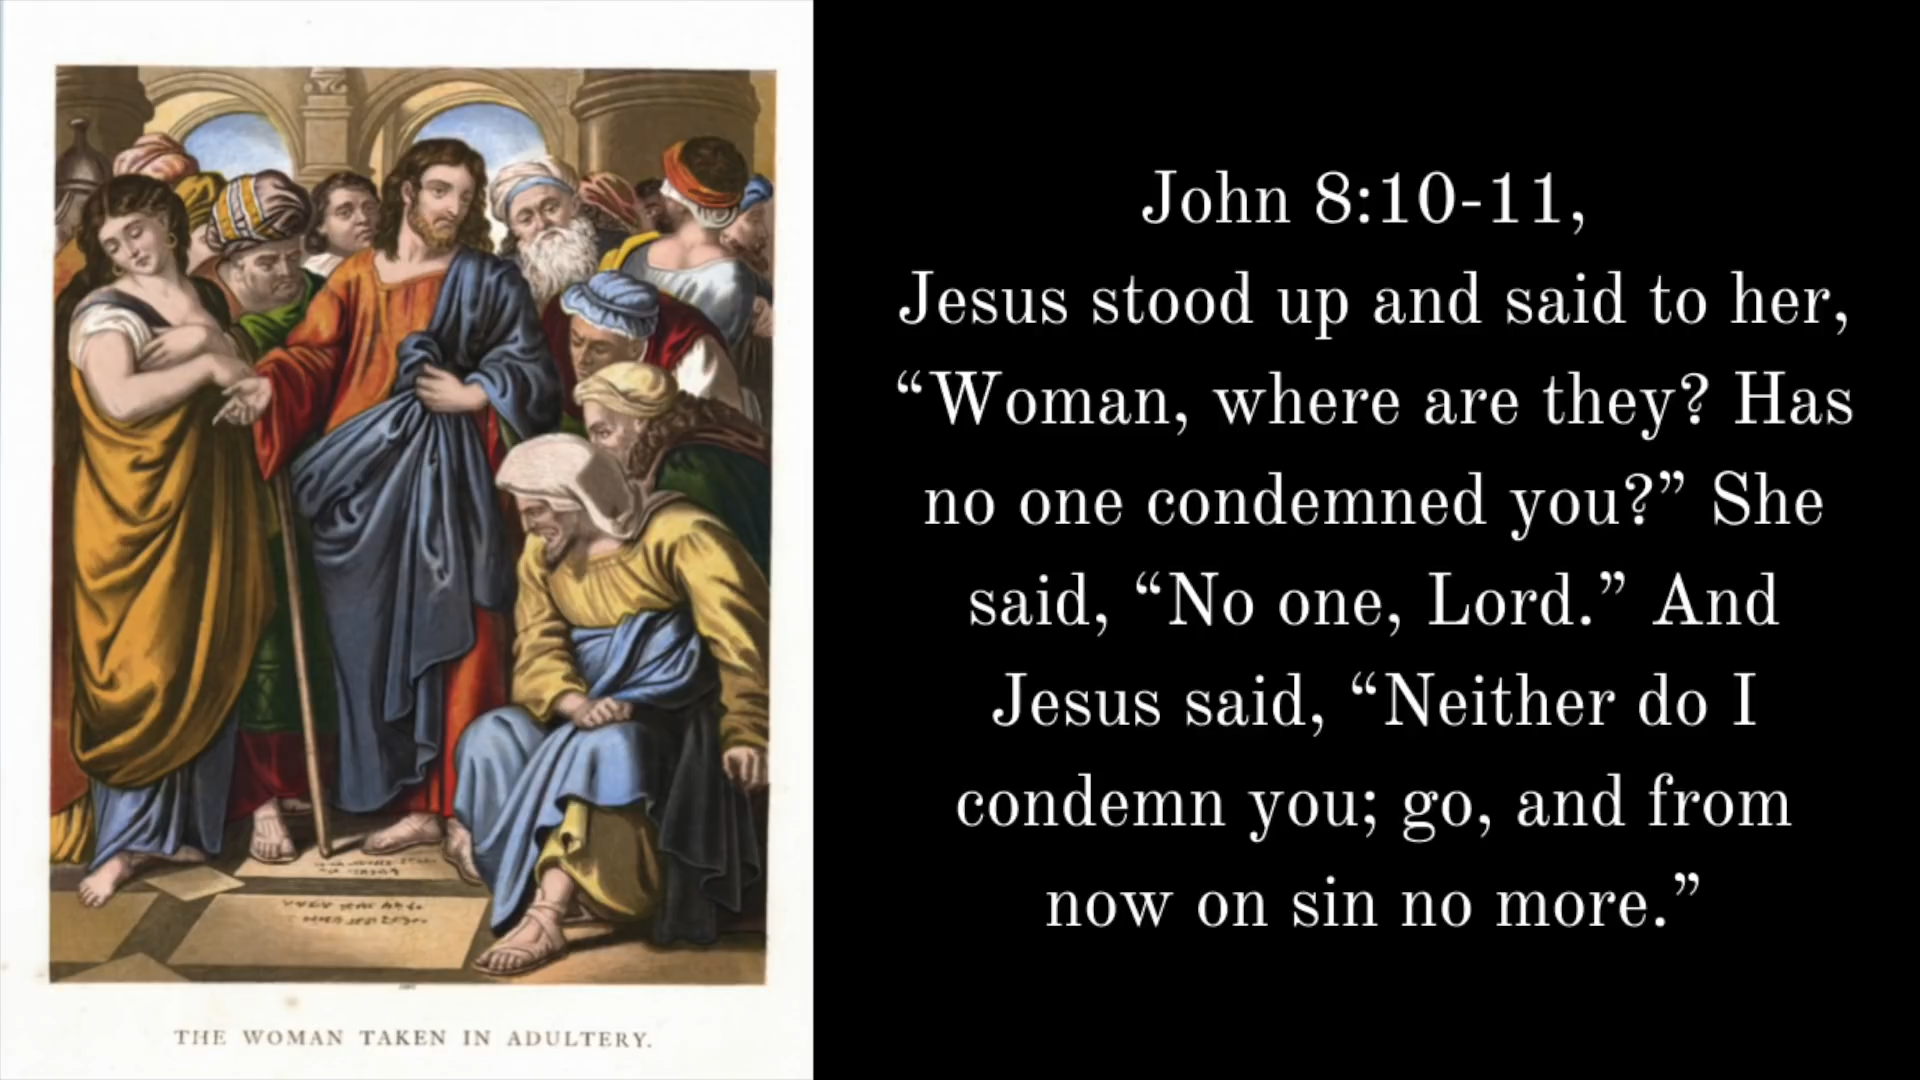 THE WOMAN TAKEN IN ADULTERY.
John 8:10-11,
Jesus stood up and said to her,
“Woman, where are they? Has
no one condemned you?” She
said, “No one, Lord.” And
Jesus said, “Neither do I
condemn you; go, and from
now on sin no more.”